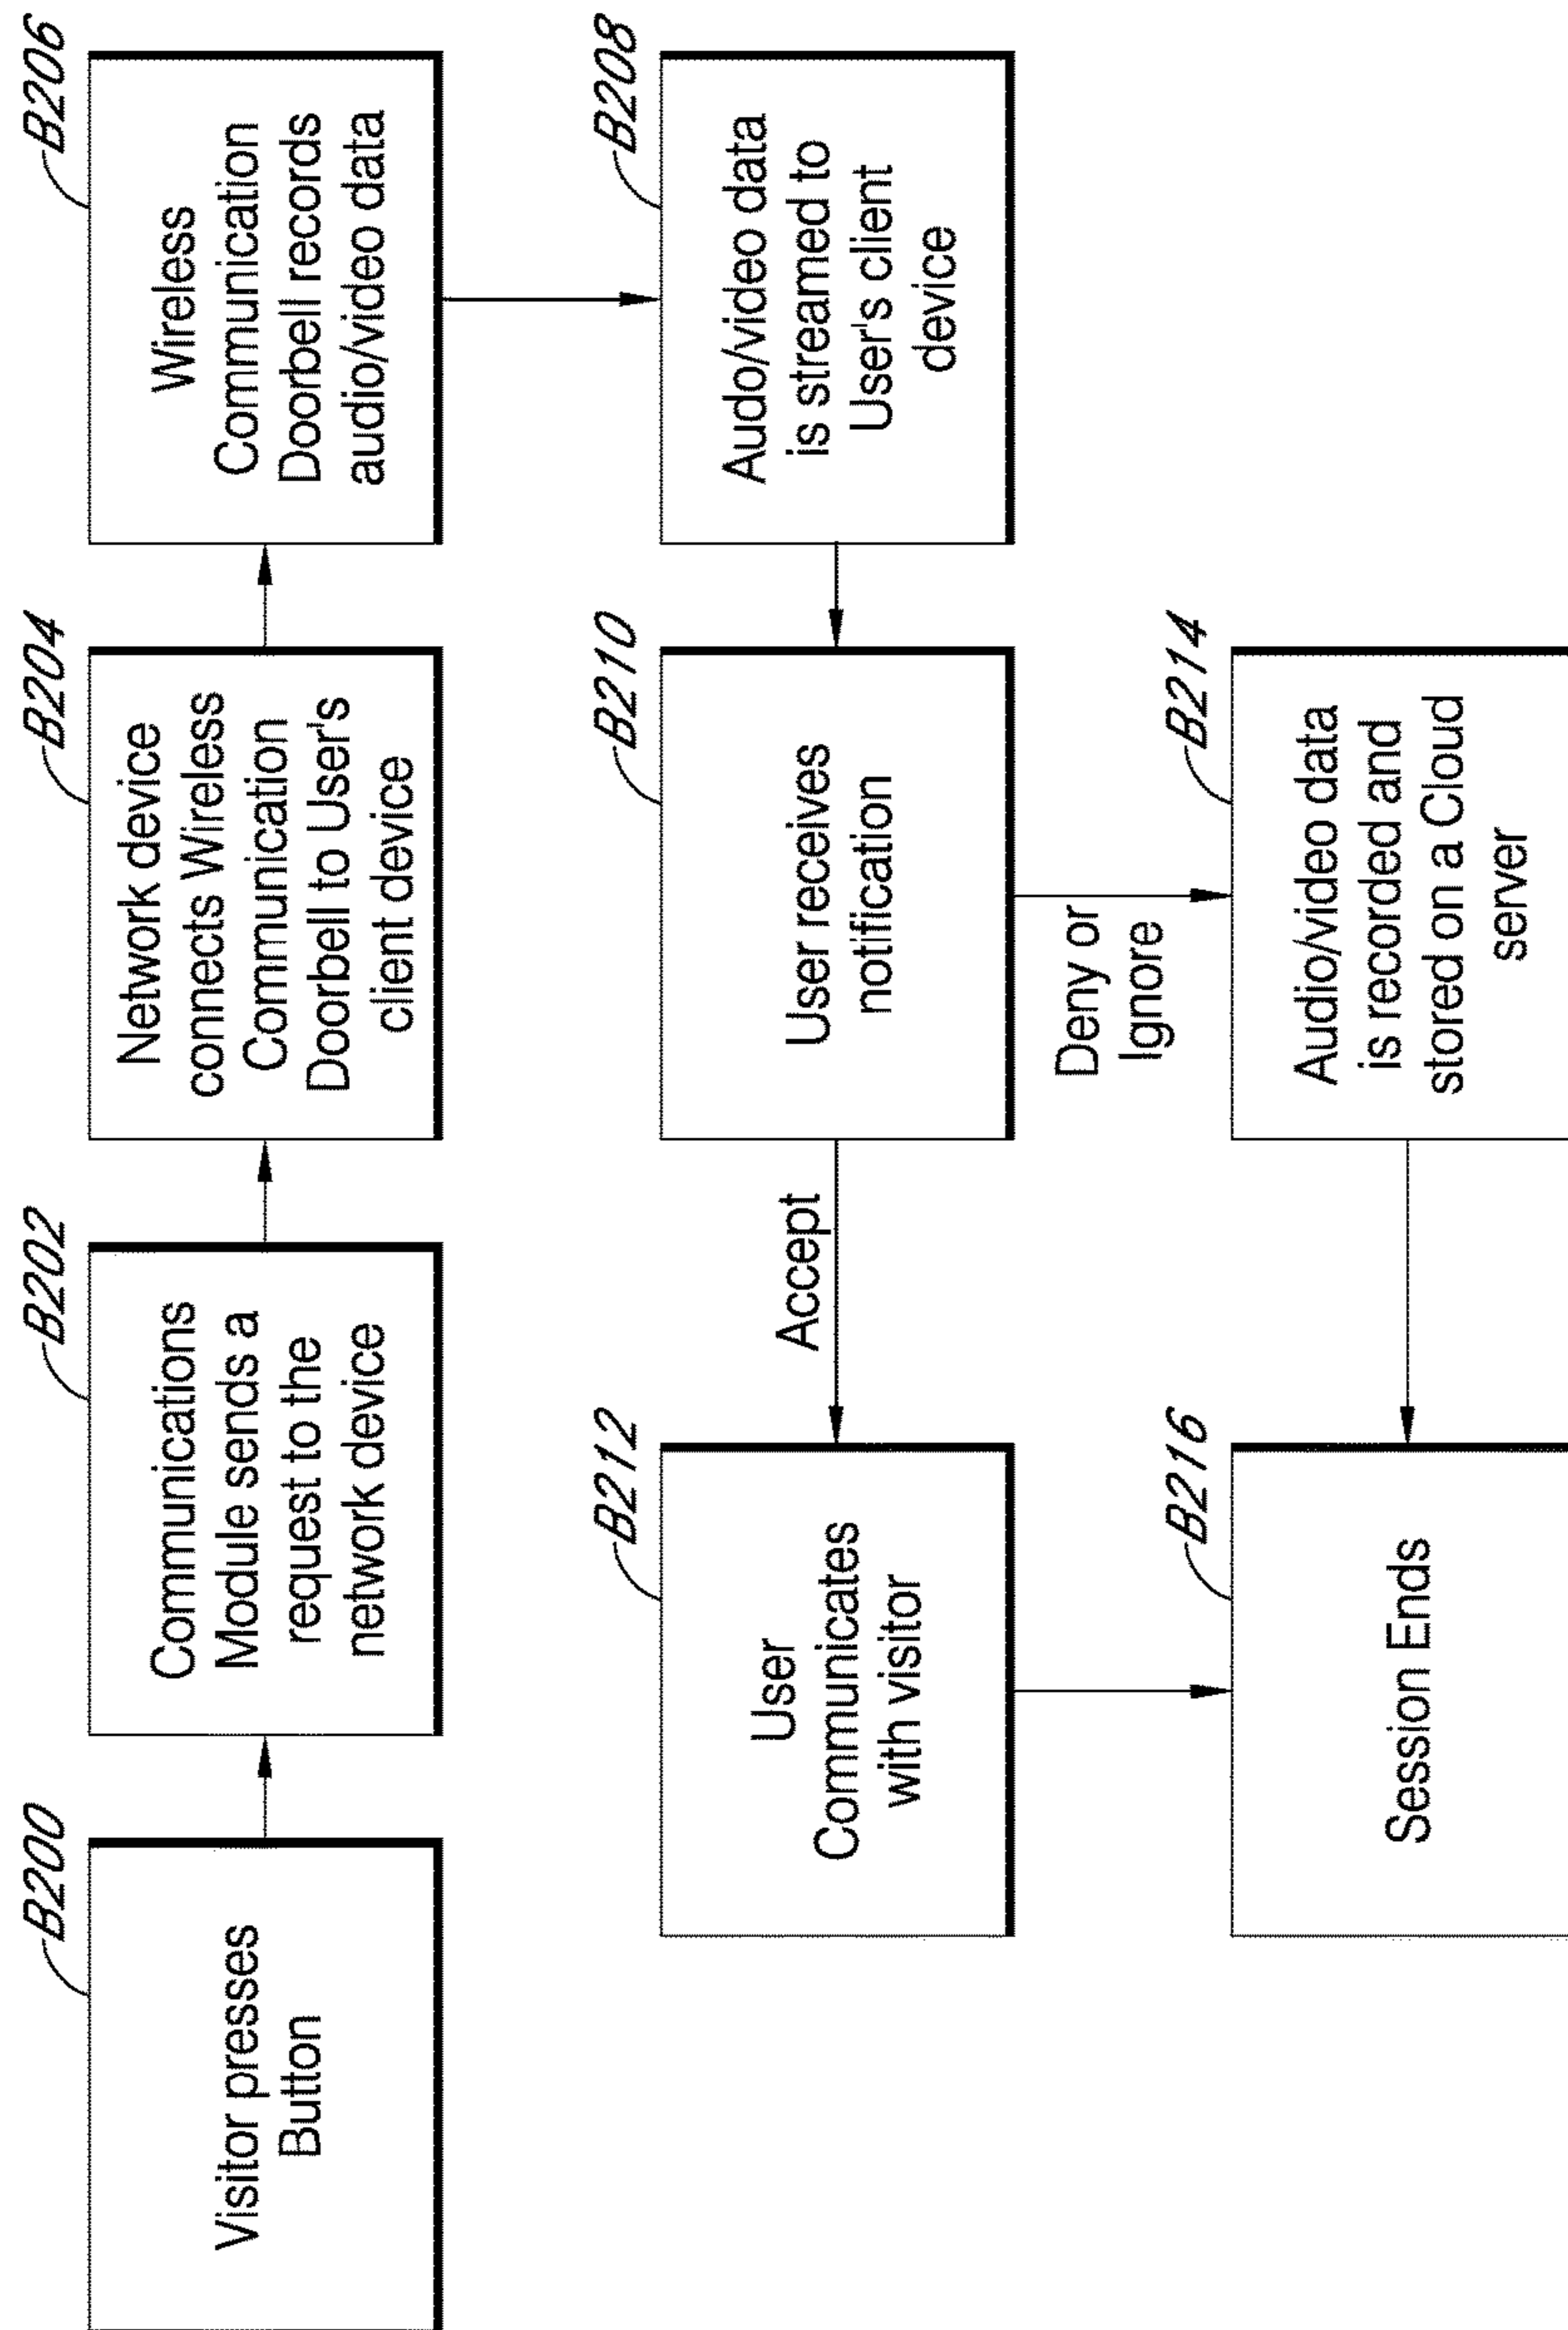 B200
Visitor presses
Button
B202
Communications
Module sends a
request to the
network device
B204
Network device
connects Wireless
Communication
Doorbell to User's
client device
B206
Wireless
Communication
Doorbell records
audio/video data
B208
Audo/video data
is streamed to
User's client
device
B210
User receives
notification
Accept
B212
User
Communicates
with visitor
Deny or
Ignore
B214
Audio/video data
is recorded and
stored on a Cloud
server
B216
Session Ends